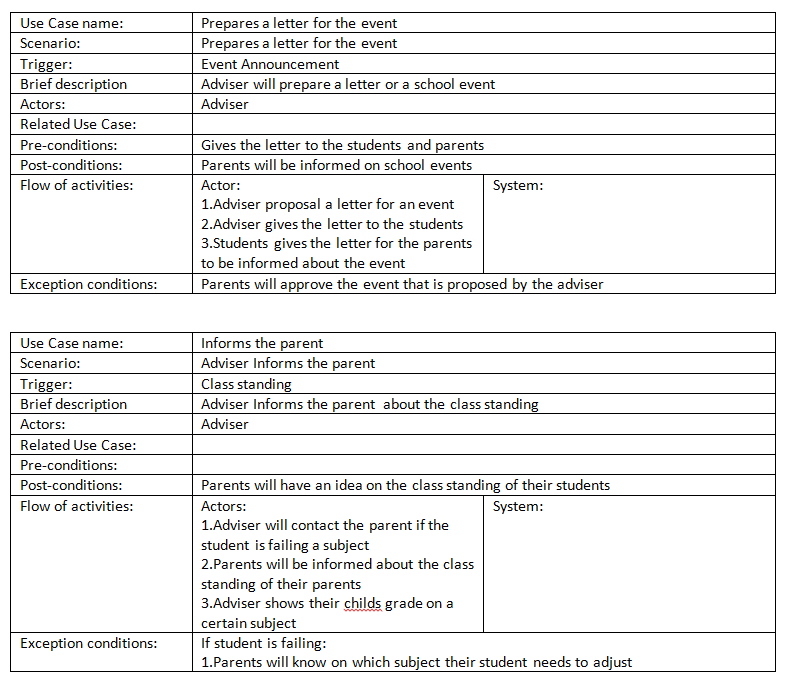 Use Case name: Prepares a letter for the event
Scenario: Prepares a letter for the event
Trigger: Event Announcement
Brief description Adviser will prepare a letter or a school event
Actors: Adviser
Related Use Case:
Pre-conditions: Gives the letter to the students and parents
Post-conditions: Parents will be informed on school events
Flow of activities: Actor: System:
1.Adviser proposal a letter for an event
2.Adviser gives the letter to the students
3.Students gives the letter for the parents
to be informed about the event
Exception conditions: Parents will approve the event that is proposed by the adviser
Use Case name: Informs the parent
Scenario: Adviser Informs the parent
Trigger: Class standing
Brief description Adviser Informs the parent about the class standing
Actors: Adviser
Related Use Case:
Pre-conditions:
Post-conditions: Parents will have an idea on the class standing of their students
Flow of activities: Actors: System:
1.Adviser will contact the parent if the
student is failing a subject
2.Parents will be informed about the class
standing of their parents
3.Adviser shows their childs grade on a
certain subject
Exception conditions: If student is failing:
1.Parents will know on which subject their student needs to adjust